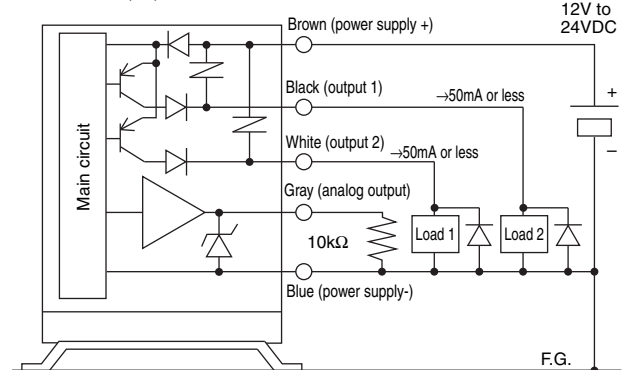 12V to
24VDC
Brown (power supply +)
+
Black (output 1)
→50mA or less
−
White (output 2)
→50mA or less
Main circuit
Gray (analog output)
10kΩ
Load 1
Load 2
Blue (power supply-)
F.G.